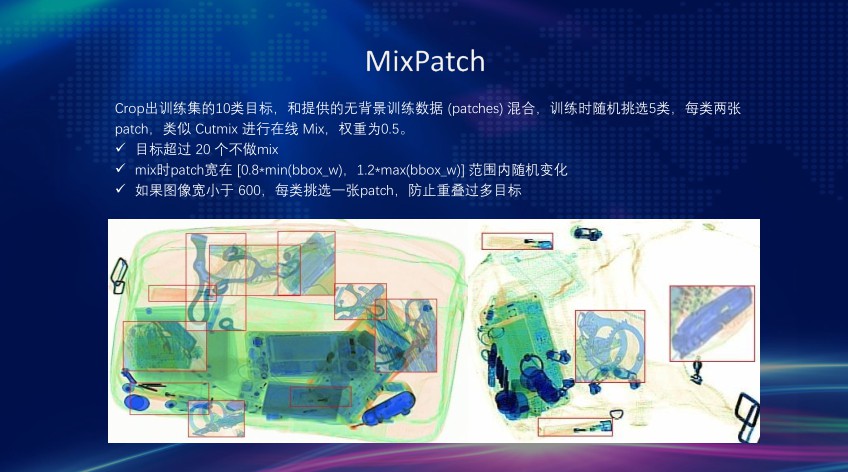 MixPatch
Crop出训练集的10类目标，和提供的无背景训练数据 (patches) 混合，训练时随机挑选5类，每类两张
patch，类似 Cutmix 进行在线 Mix，权重为0.5。
✓ 目标超过 20 个不做mix
✓ mix时patch宽在 [0.8*min(bbox_w)，1.2*max(bbox_w)] 范围内随机变化
✓ 如果图像宽小于 600，每类挑选一张patch，防止重叠过多目标